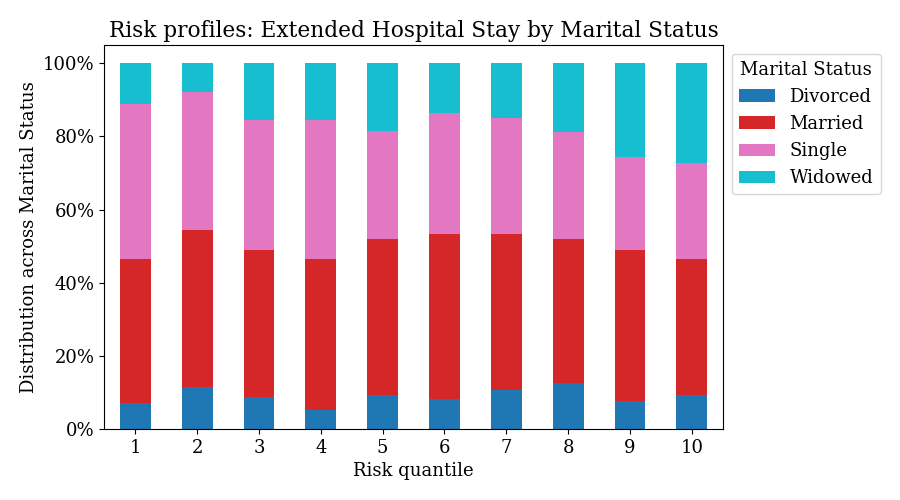 Risk profiles: Extended Hospital Stay by Marital Status
Distribution across Marital Status
100%
80%
60%
40%
20%
0%
1 2 3 4 5 6 7 8 9 10
Risk quantile
Marital Status
Divorced
Married
Single
Widowed